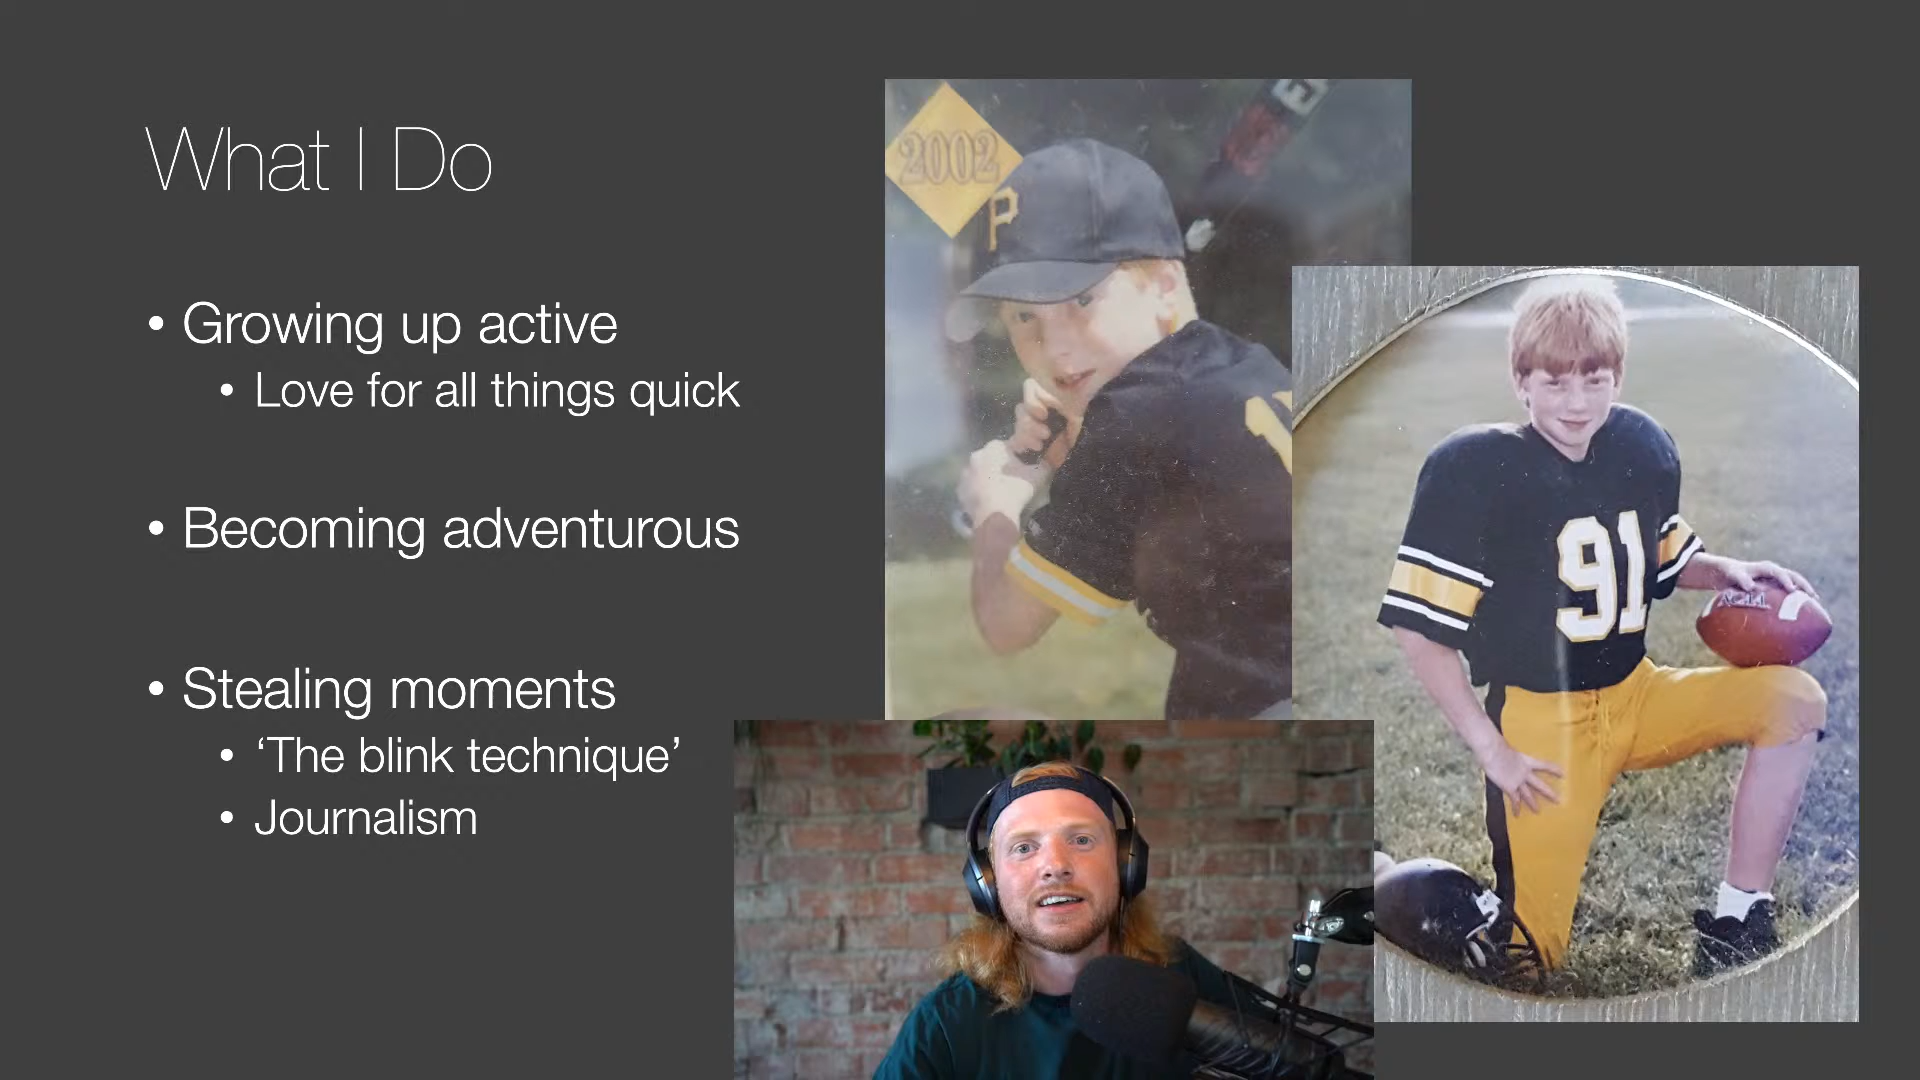 What I Do
• Growing up active
• Love for all things quick
• Becoming adventurous
• Stealing moments
• ‘The blink technique’
• Journalism
2002
P
91